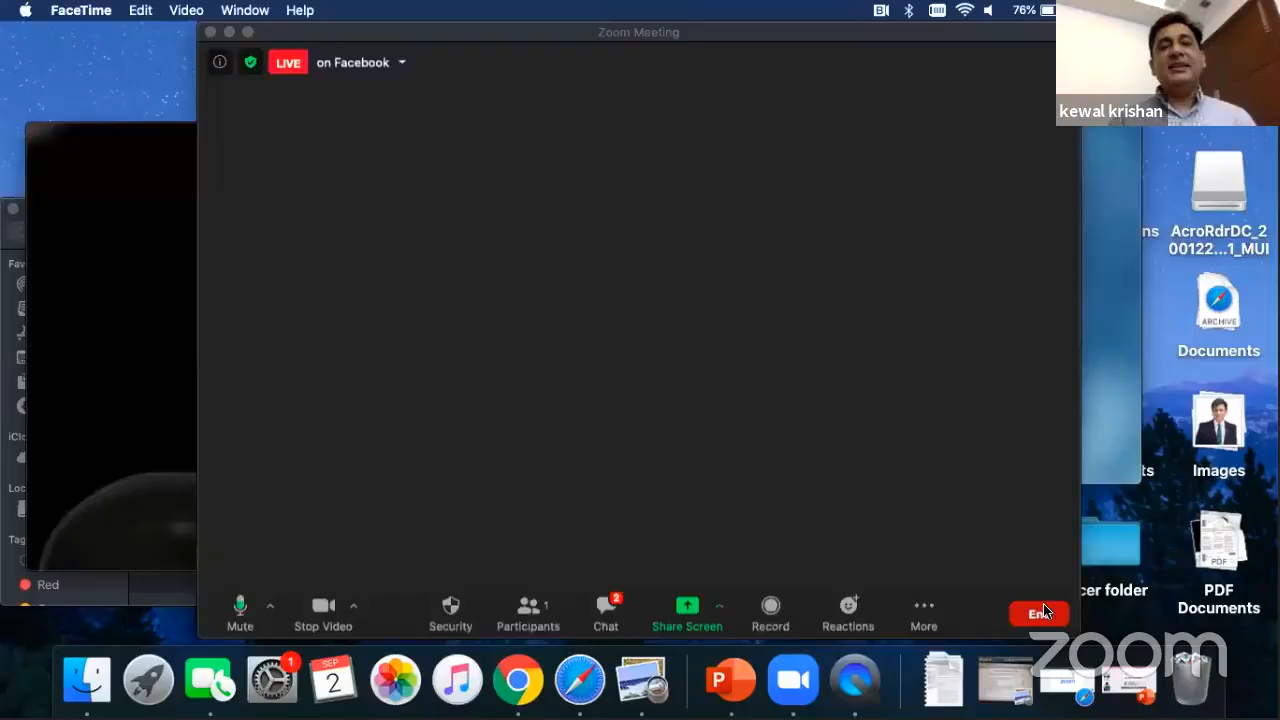 FaceTime Edit Video Window Help
76%
Zoom Meeting
LIVE on Facebook
kewal krishan
ns
AcroRdrDC_2
00122...1_MUI
ARCHIVE
Documents
Fav
iClo
Loc
Tag
Red
ts
Images
cer folder
PDF
PDF
Documents
1
2
Mute
Stop Video
Security
Participants
Chat
Share Screen
Record
Reactions
More
En
zoom
1
SEP
2
P